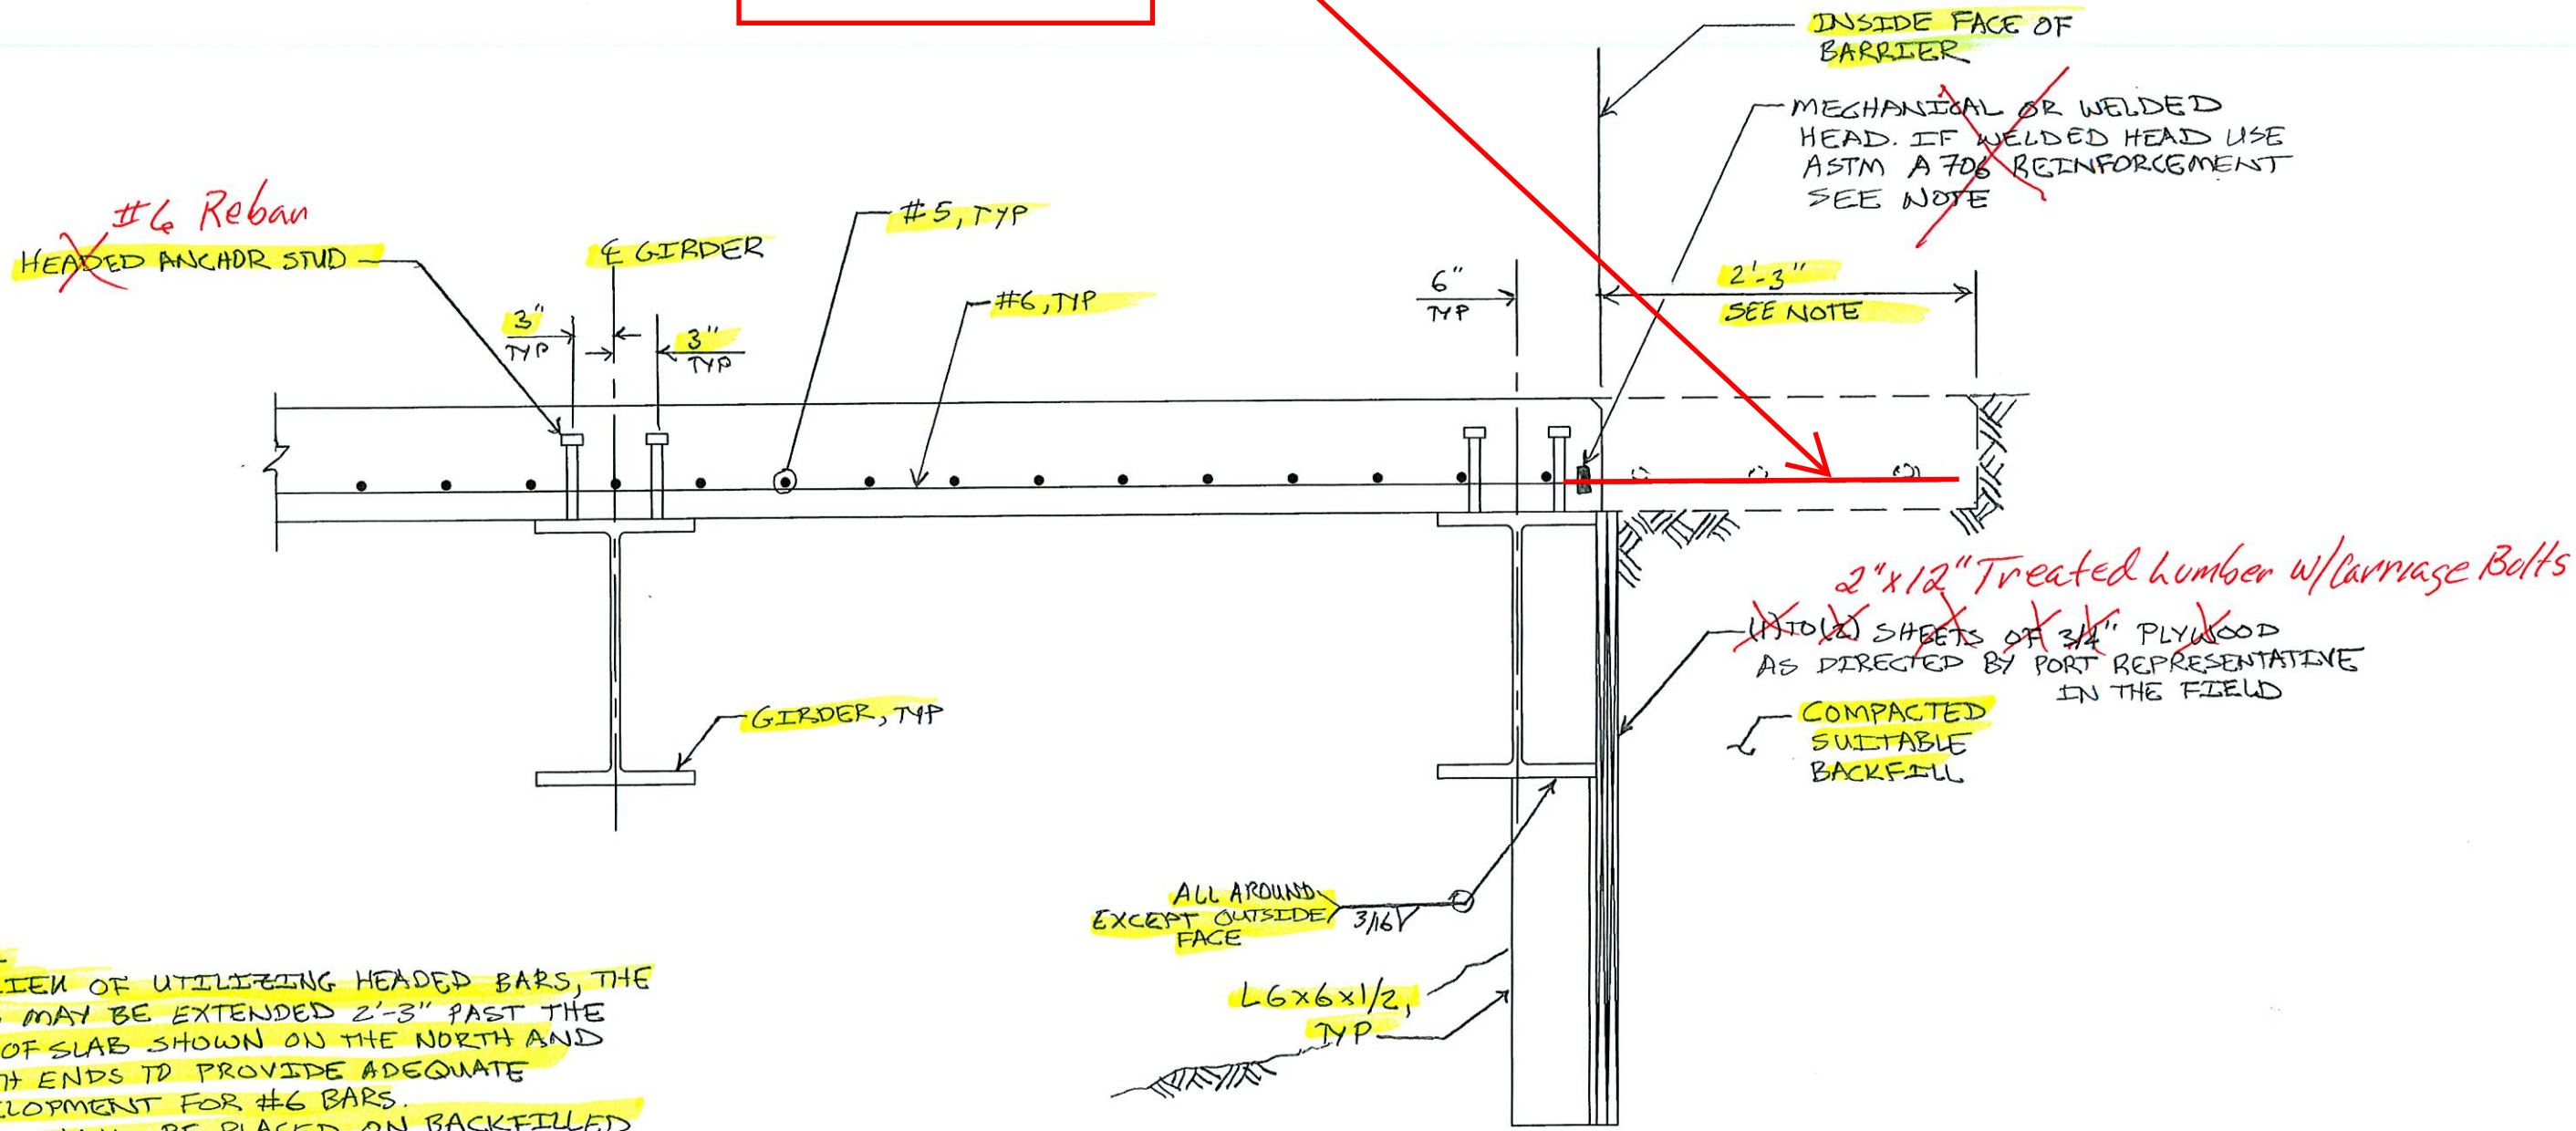 INSIDE FACE OF
BARRIER
MECHANICAL OR WELDED
HEAD. IF WELDED HEAD USE
ASTM A 706 REINFORCEMENT
SEE NOTE
#6 Rebar
HEADED ANCHOR STUD
℄ GIRDER
#5, TYP
#6, TYP
3"
TYP
3"
TYP
6"
TYP
2'-3"
SEE NOTE
2"x12" Treated Lumber w/Carriage Bolts
(1) TO (2) SHEETS OF 3/4" PLYWOOD
AS DIRECTED BY PORT REPRESENTATIVE
IN THE FIELD
COMPACTED
SUITABLE
BACKFILL
GIRDER, TYP
ALL AROUND
EXCEPT OUTSIDE
FACE
3/16
L6x6x1/2,
TYP
OF UTILIZING HEADED BARS, THE
MAY BE EXTENDED 2'-3" PAST THE
OF SLAB SHOWN ON THE NORTH AND
ENDS TO PROVIDE ADEQUATE
FOR #6 BARS.
BE PLACED ON BACKFILLED